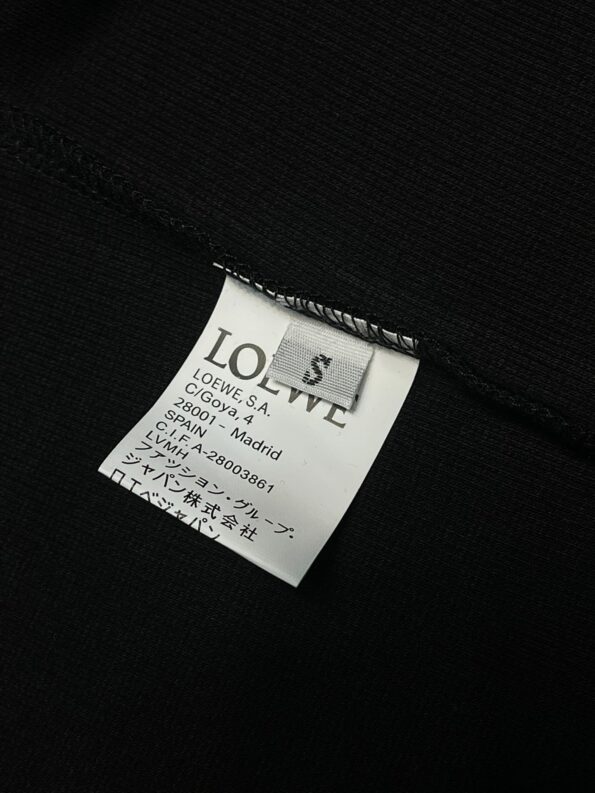 LOEWE
S
LOEWE, S.A.
C/Goya, 4
28001 - Madrid
SPAIN
C.I.F. A-28003861
LVMH
ファッション・グループ・
ジャパン株式会社